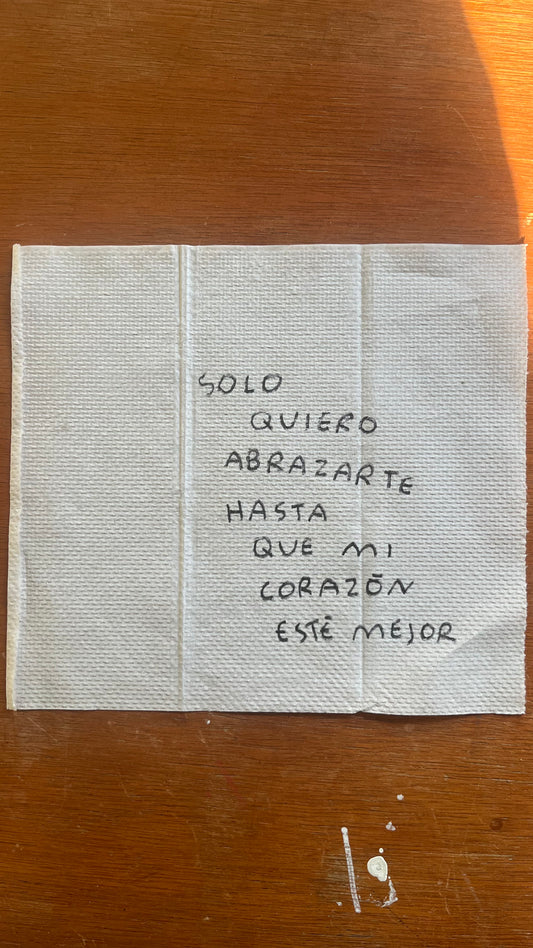 SOLO
QUIERO
ABRAZARTE
HASTA
QUE MI
CORAZÓN
ESTÉ MEJOR